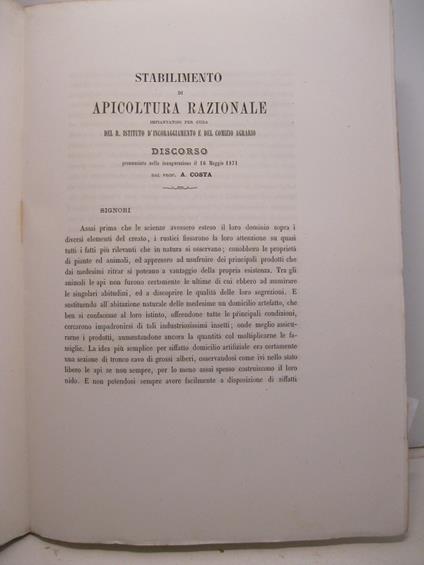 STABILIMENTO
DI
APICOLTURA RAZIONALE
IMPIANTATOSI PER CURA
DEL R. ISTITUTO D'INCORAGGIAMENTO E DEL COMIZIO AGRARIO
DISCORSO
pronunziato nella inaugurazione il 16 Maggio 1871
DAL PROF. A. COSTA
SIGNORI
Assai prima che le scienze avessero esteso il loro dominio sopra i
diversi elementi del creato, i rustici fissarono la loro attenzione su quasi
tutti i fatti più rilevanti che in natura si osservano; conobbero le proprietà
di piante ed animali, ed appresero ad usufruire dei principali prodotti che
dai medesimi ritrar si poteano a vantaggio della propria esistenza. Tra gli
animali le api non furono certamente le ultime di cui ebbero ad ammirare
le singolari abitudini, ed a discoprire le qualità delle loro segrezioni. E
sostituendo all'abitazione naturale delle medesime un domicilio artefatto, che
ben si confacesse al loro istinto, offrendone tutte le principali condizioni,
cercarono impadronirsi di tali industriosissimi insetti; onde meglio assicu-
rarne i prodotti, aumentandone ancora la quantità col moltiplicarne le fa-
miglie. La idea più semplice per siffatto domicilio artifiziale era certamente
una sezione di tronco cavo di grossi alberi, osservandosi come ivi nello stato
libero le api se non sempre, per lo meno assai spesso costruiscono il loro
nido. E non potendosi sempre avere facilmente a disposizione di siffatti